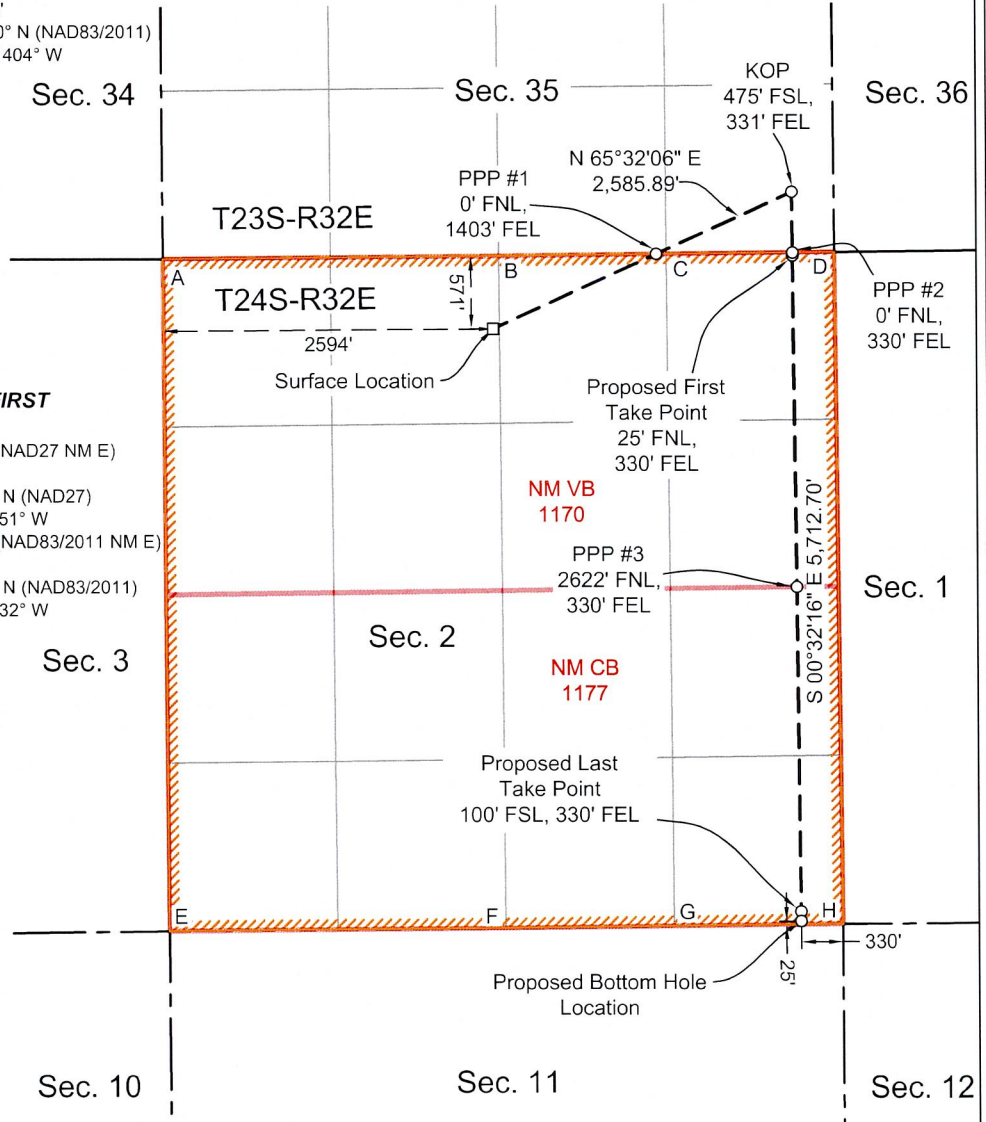 0° N (NAD83/2011)
404° W
Sec. 34
Sec. 35
Sec. 36
KOP
475' FSL,
331' FEL
N 65°32'06" E
2,585.89'
PPP #1
0' FNL,
1403' FEL
T23S-R32E
A
B
C
D
T24S-R32E
571'
2594'
Surface Location
PPP #2
0' FNL,
330' FEL
Proposed First
Take Point
25' FNL,
330' FEL
IRST
NAD27 NM E)
N (NAD27)
51° W
NAD83/2011 NM E)
N (NAD83/2011)
32° W
NM VB
1170
PPP #3
2622' FNL,
330' FEL
S 00°32'16" E 5,712.70'
Sec. 1
Sec. 2
Sec. 3
NM CB
1177
Proposed Last
Take Point
100' FSL, 330' FEL
E
F
G
H
330'
25'
Proposed Bottom Hole
Location
Sec. 10
Sec. 11
Sec. 12